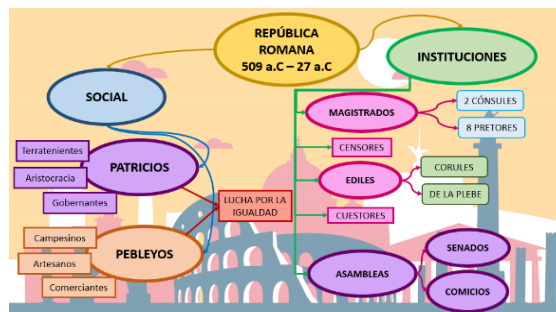 REPÚBLICA
ROMANA
509 a.C – 27 a.C
INSTITUCIONES
SOCIAL
MAGISTRADOS
2 CÓNSULES
8 PRETORES
Terratenientes
Aristocracia
Gobernantes
PATRICIOS
CENSORES
EDILES
CORULES
DE LA PLEBE
LUCHA POR LA
IGUALDAD
CUESTORES
Campesinos
Artesanos
Comerciantes
PEBLEYOS
ASAMBLEAS
SENADOS
COMICIOS